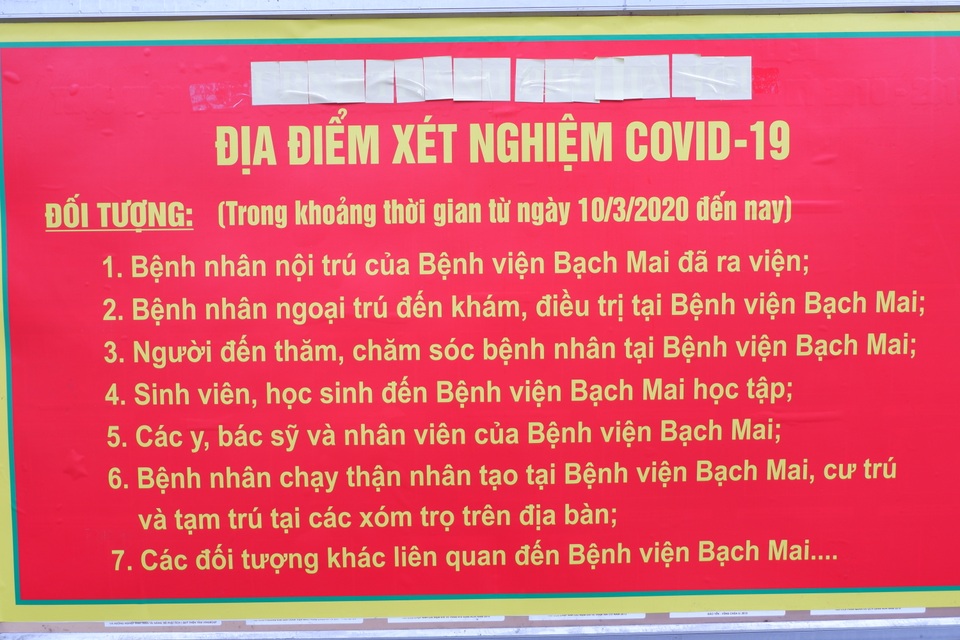 ĐỊA ĐIỂM XÉT NGHIỆM COVID-19
ĐỐI TƯỢNG: (Trong khoảng thời gian từ ngày 10/3/2020 đến nay)
1. Bệnh nhân nội trú của Bệnh viện Bạch Mai đã ra viện;
2. Bệnh nhân ngoại trú đến khám, điều trị tại Bệnh viện Bạch Mai;
3. Người đến thăm, chăm sóc bệnh nhân tại Bệnh viện Bạch Mai;
4. Sinh viên, học sinh đến Bệnh viện Bạch Mai học tập;
5. Các y, bác sỹ và nhân viên của Bệnh viện Bạch Mai;
6. Bệnh nhân chạy thận nhân tạo tại Bệnh viện Bạch Mai, cư trú
và tạm trú tại các xóm trọ trên địa bàn;
7. Các đối tượng khác liên quan đến Bệnh viện Bạch Mai....